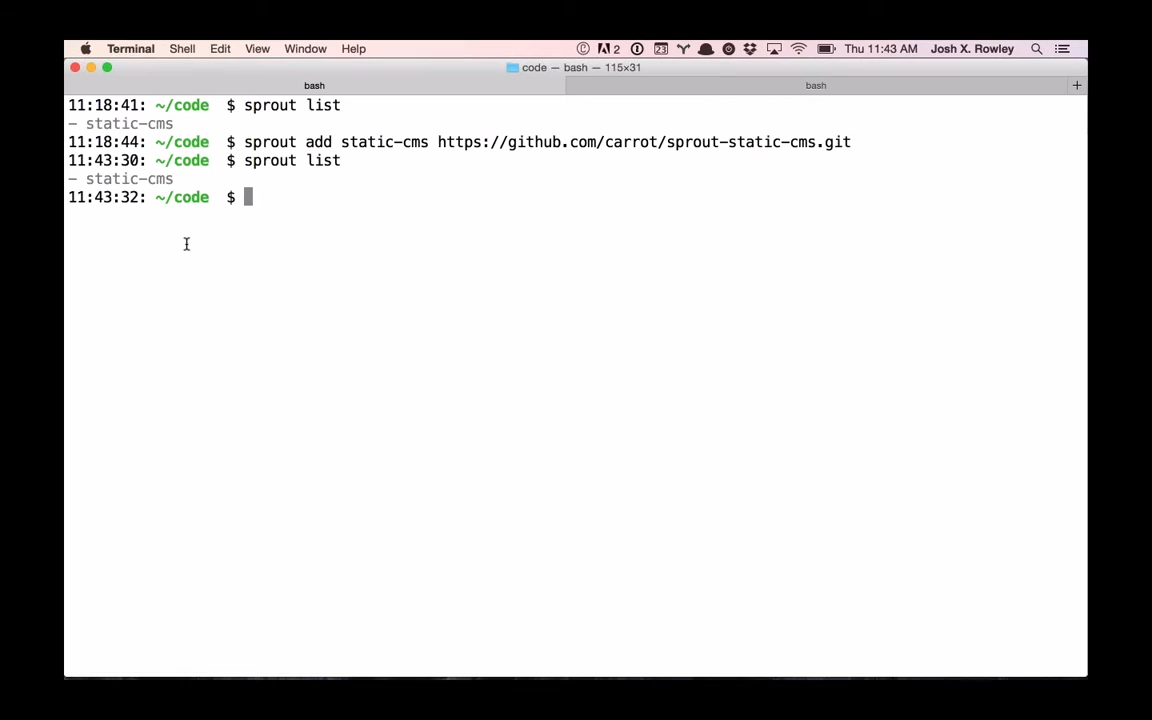 Terminal Shell Edit View Window Help 2 23 Thu 11:43 AM Josh X. Rowley
code — bash — 115×31
bash bash +
11:18:41: ~/code $ sprout list
- static-cms
11:18:44: ~/code $ sprout add static-cms https://github.com/carrot/sprout-static-cms.git
11:43:30: ~/code $ sprout list
- static-cms
11:43:32: ~/code $